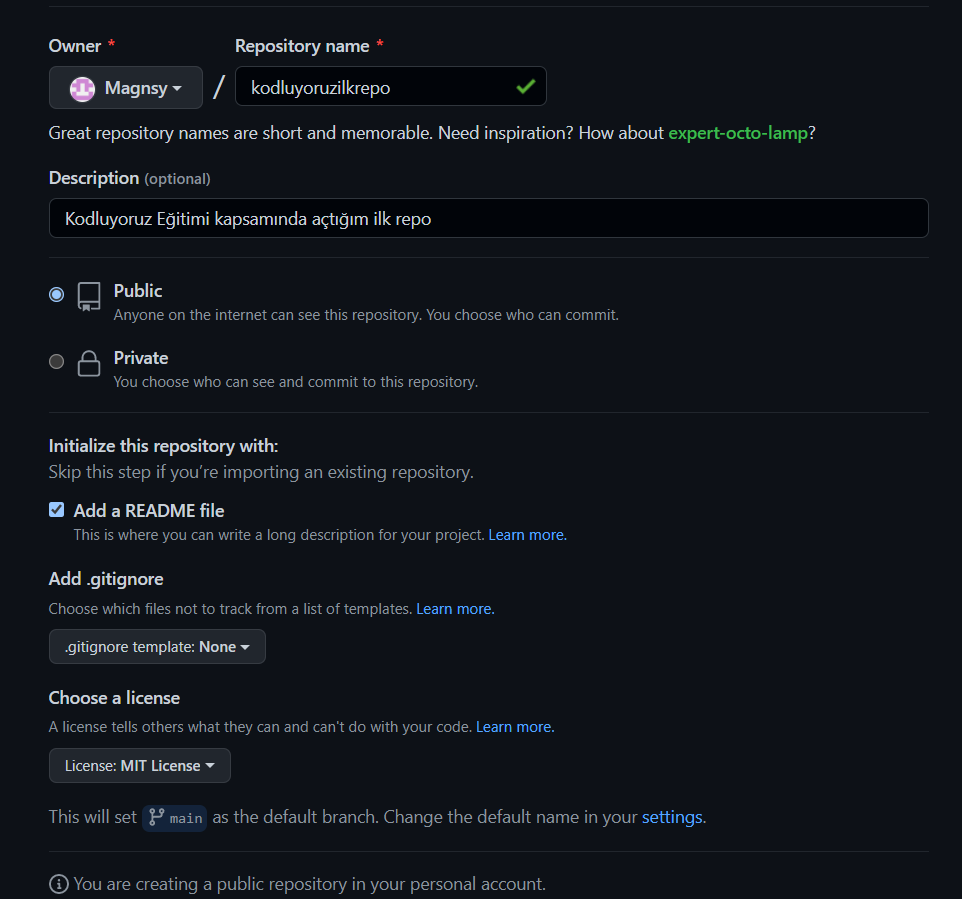 Owner * Repository name *
Magnsy / kodluyoruzilkrepo
Great repository names are short and memorable. Need inspiration? How about expert-octo-lamp?
Description (optional)
Kodluyoruz Eğitimi kapsamında açtığım ilk repo
Public
Anyone on the internet can see this repository. You choose who can commit.
Private
You choose who can see and commit to this repository.
Initialize this repository with:
Skip this step if you’re importing an existing repository.
Add a README file
This is where you can write a long description for your project. Learn more.
Add .gitignore
Choose which files not to track from a list of templates. Learn more.
.gitignore template: None
Choose a license
A license tells others what they can and can't do with your code. Learn more.
License: MIT License
This will set main as the default branch. Change the default name in your settings.
You are creating a public repository in your personal account.